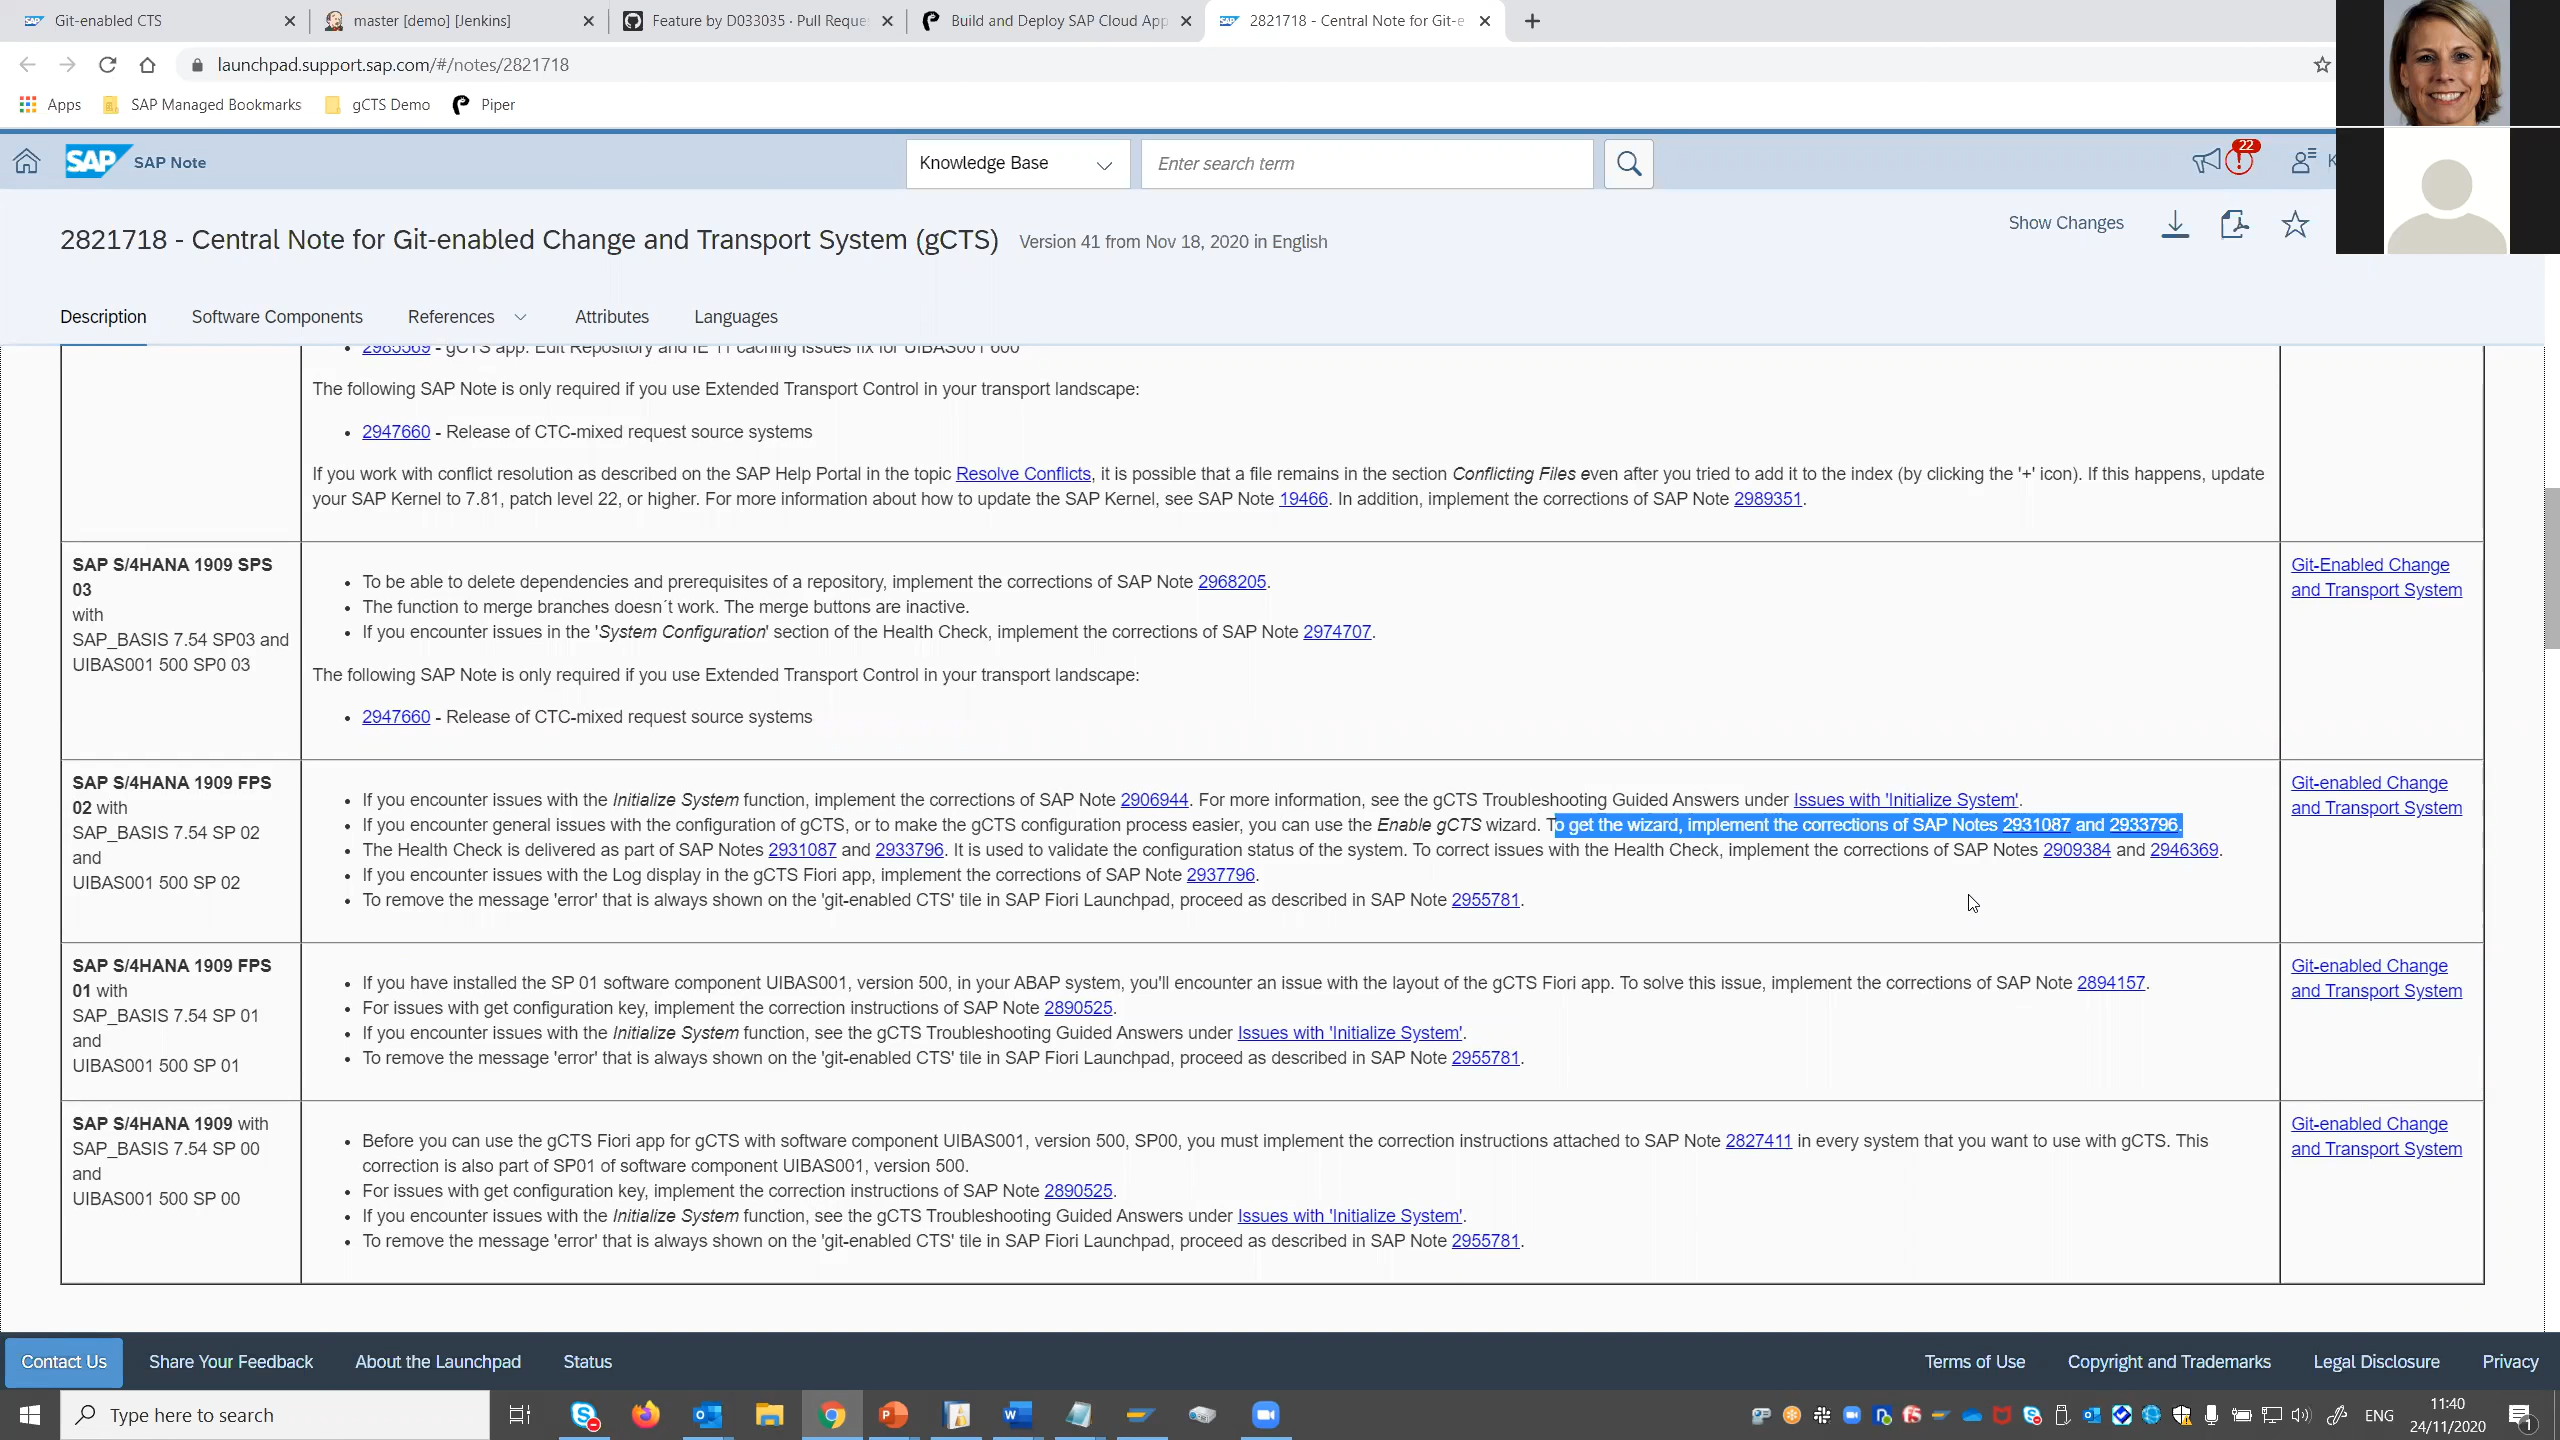 Git-enabled CTS
master [demo] [Jenkins]
Feature by D033035 · Pull Reque
Build and Deploy SAP Cloud App
2821718 - Central Note for Git-e
launchpad.support.sap.com/#/notes/2821718
Apps
SAP Managed Bookmarks
gCTS Demo
Piper
SAP
SAP Note
Knowledge Base
Enter search term
22
K
2821718 - Central Note for Git-enabled Change and Transport System (gCTS)
Version 41 from Nov 18, 2020 in English
Show Changes
Description
Software Components
References
Attributes
Languages
• 2985569 - gCTS app: Edit Repository and IE 11 caching issues fix for UIBAS001 600
The following SAP Note is only required if you use Extended Transport Control in your transport landscape:
• 2947660 - Release of CTC-mixed request source systems
If you work with conflict resolution as described on the SAP Help Portal in the topic Resolve Conflicts, it is possible that a file remains in the section Conflicting Files even after you tried to add it to the index (by clicking the '+' icon). If this happens, update
your SAP Kernel to 7.81, patch level 22, or higher. For more information about how to update the SAP Kernel, see SAP Note 19466. In addition, implement the corrections of SAP Note 2989351.
SAP S/4HANA 1909 SPS
03
with
SAP_BASIS 7.54 SP03 and
UIBAS001 500 SP0 03
• To be able to delete dependencies and prerequisites of a repository, implement the corrections of SAP Note 2968205.
• The function to merge branches doesn´t work. The merge buttons are inactive.
• If you encounter issues in the 'System Configuration' section of the Health Check, implement the corrections of SAP Note 2974707.
The following SAP Note is only required if you use Extended Transport Control in your transport landscape:
• 2947660 - Release of CTC-mixed request source systems
Git-Enabled Change
and Transport System
SAP S/4HANA 1909 FPS
02 with
SAP_BASIS 7.54 SP 02
and
UIBAS001 500 SP 02
• If you encounter issues with the Initialize System function, implement the corrections of SAP Note 2906944. For more information, see the gCTS Troubleshooting Guided Answers under Issues with 'Initialize System'.
• If you encounter general issues with the configuration of gCTS, or to make the gCTS configuration process easier, you can use the Enable gCTS wizard. To get the wizard, implement the corrections of SAP Notes 2931087 and 2933796.
• The Health Check is delivered as part of SAP Notes 2931087 and 2933796. It is used to validate the configuration status of the system. To correct issues with the Health Check, implement the corrections of SAP Notes 2909384 and 2946369.
• If you encounter issues with the Log display in the gCTS Fiori app, implement the corrections of SAP Note 2937796.
• To remove the message 'error' that is always shown on the 'git-enabled CTS' tile in SAP Fiori Launchpad, proceed as described in SAP Note 2955781.
Git-enabled Change
and Transport System
SAP S/4HANA 1909 FPS
01 with
SAP_BASIS 7.54 SP 01
and
UIBAS001 500 SP 01
• If you have installed the SP 01 software component UIBAS001, version 500, in your ABAP system, you'll encounter an issue with the layout of the gCTS Fiori app. To solve this issue, implement the corrections of SAP Note 2894157.
• For issues with get configuration key, implement the correction instructions of SAP Note 2890525.
• If you encounter issues with the Initialize System function, see the gCTS Troubleshooting Guided Answers under Issues with 'Initialize System'.
• To remove the message 'error' that is always shown on the 'git-enabled CTS' tile in SAP Fiori Launchpad, proceed as described in SAP Note 2955781.
Git-enabled Change
and Transport System
SAP S/4HANA 1909 with
SAP_BASIS 7.54 SP 00
and
UIBAS001 500 SP 00
• Before you can use the gCTS Fiori app for gCTS with software component UIBAS001, version 500, SP00, you must implement the correction instructions attached to SAP Note 2827411 in every system that you want to use with gCTS. This
correction is also part of SP01 of software component UIBAS001, version 500.
• For issues with get configuration key, implement the correction instructions of SAP Note 2890525.
• If you encounter issues with the Initialize System function, see the gCTS Troubleshooting Guided Answers under Issues with 'Initialize System'.
• To remove the message 'error' that is always shown on the 'git-enabled CTS' tile in SAP Fiori Launchpad, proceed as described in SAP Note 2955781.
Git-enabled Change
and Transport System
Contact Us
Share Your Feedback
About the Launchpad
Status
Terms of Use
Copyright and Trademarks
Legal Disclosure
Privacy
Type here to search
ENG
11:40
24/11/2020
1